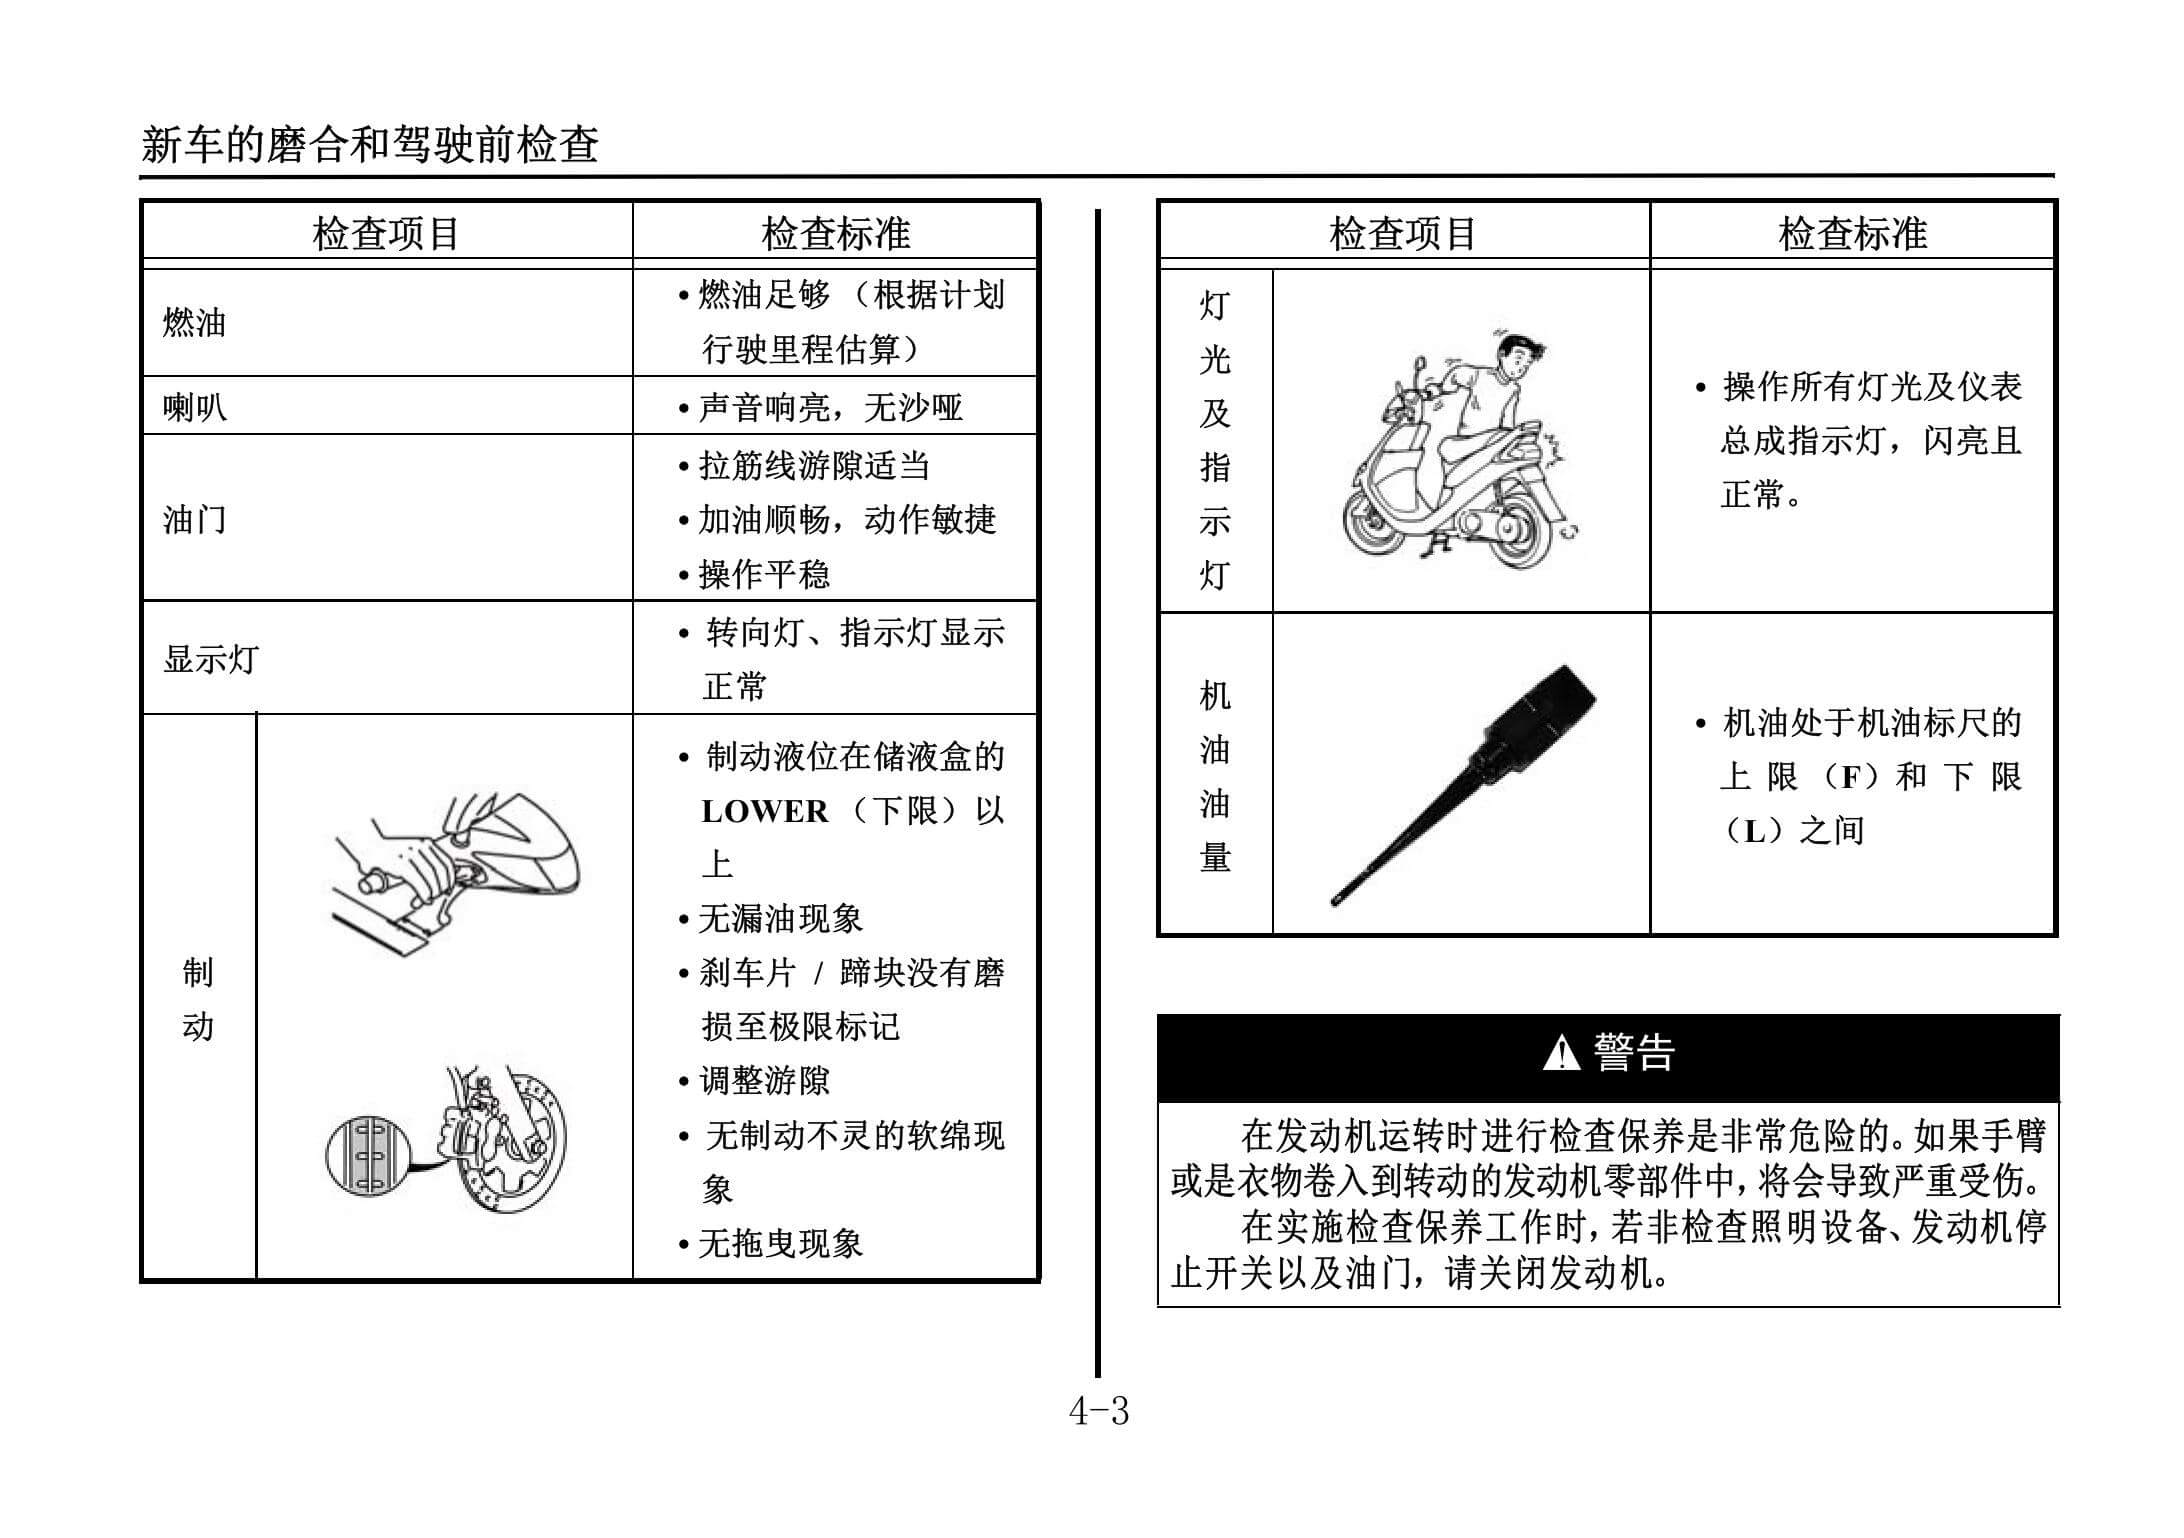 新车的磨合和驾驶前检查
检查项目
检查标准
燃油
•燃油足够（根据计划
行驶里程估算）
喇叭
•声音响亮，无沙哑
油门
•拉筋线游隙适当
•加油顺畅，动作敏捷
•操作平稳
显示灯
• 转向灯、指示灯显示
正常
制
动
• 制动液位在储液盒的
LOWER（下限）以
上
•无漏油现象
•刹车片 / 蹄块没有磨
损至极限标记
•调整游隙
• 无制动不灵的软绵现
象
•无拖曳现象
检查项目
检查标准
灯
光
及
指
示
灯
• 操作所有灯光及仪表
总成指示灯，闪亮且
正常。
机
油
油
量
• 机油处于机油标尺的
上限（F）和下限
（L）之间
警告
在发动机运转时进行检查保养是非常危险的。如果手臂
或是衣物卷入到转动的发动机零部件中，将会导致严重受伤。
在实施检查保养工作时，若非检查照明设备、发动机停
止开关以及油门，请关闭发动机。
4-3